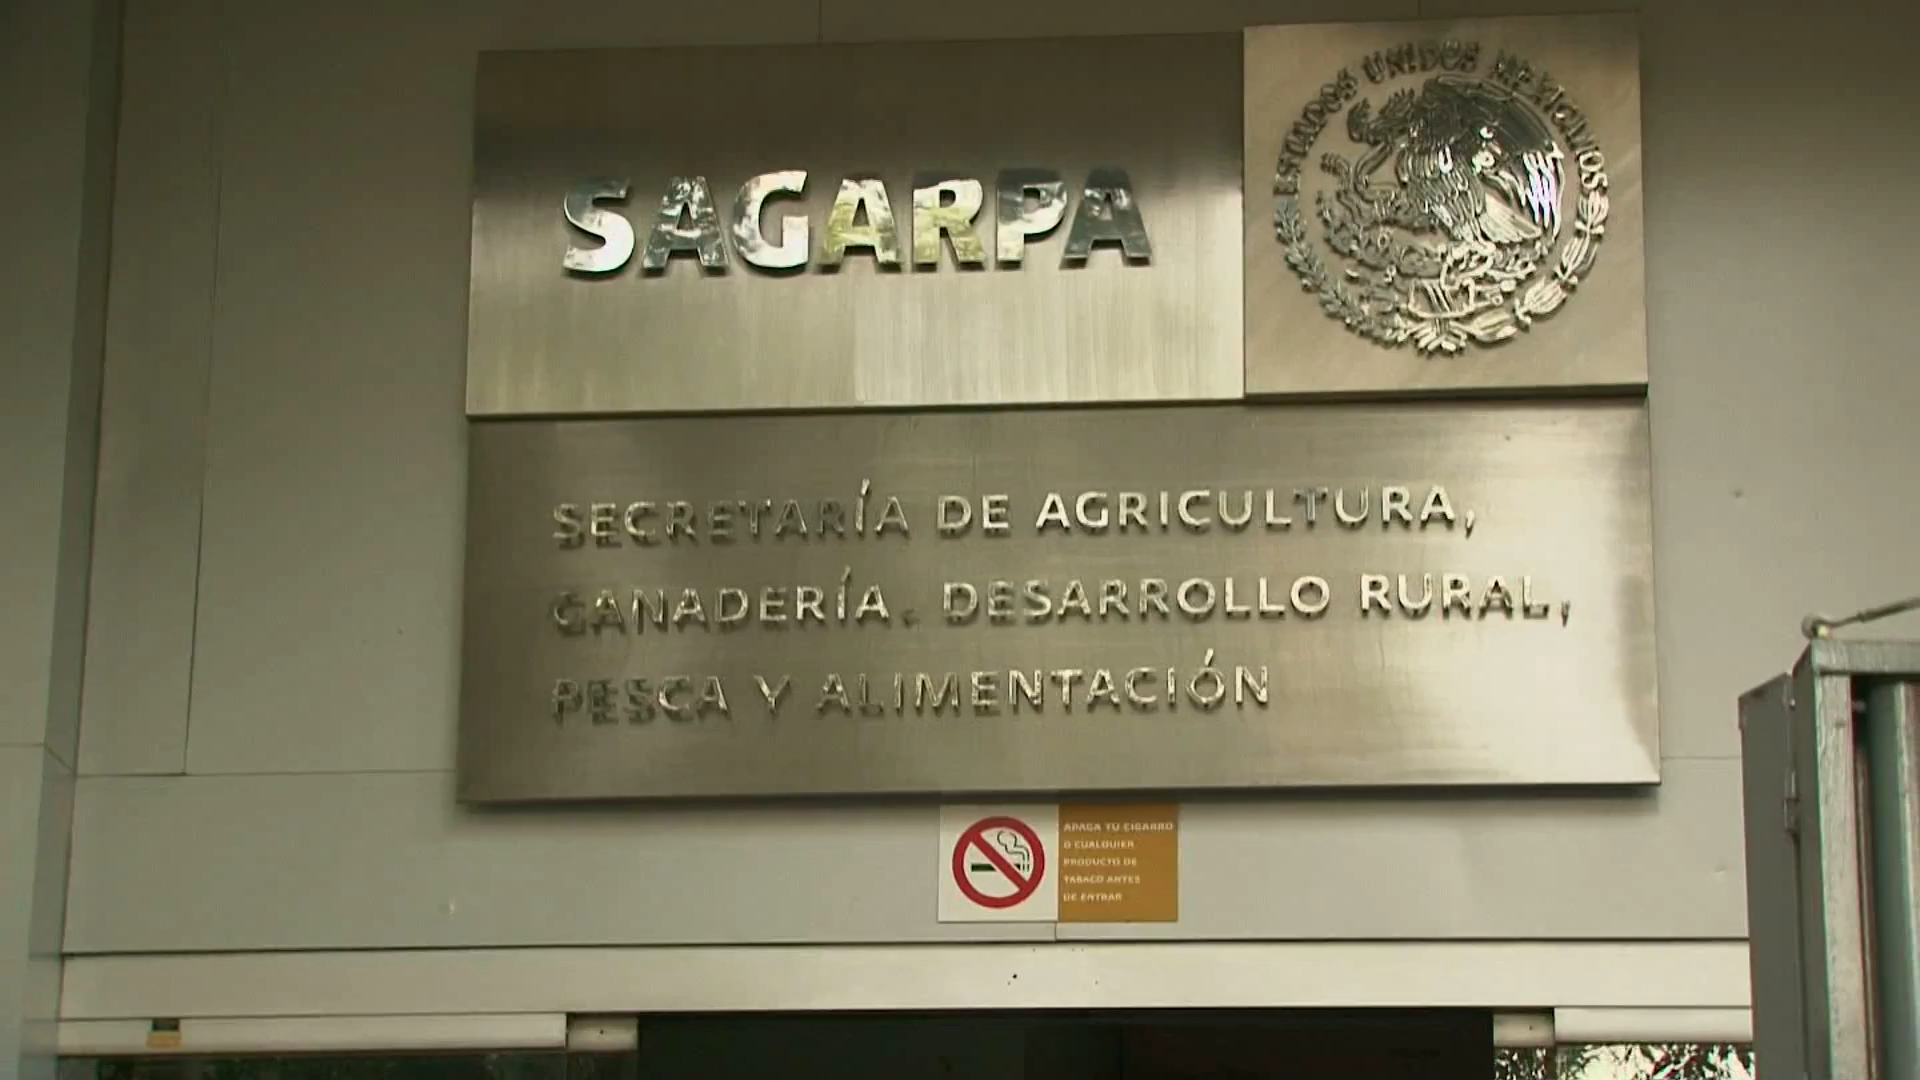 SAGARPA
ESTADOS UNIDOS MEXICANOS
SECRETARÍA DE AGRICULTURA,
GANADERÍA, DESARROLLO RURAL,
PESCA Y ALIMENTACIÓN
APAGA TU CIGARRO
O CUALQUIER
PRODUCTO DE
TABACO ANTES
DE ENTRAR